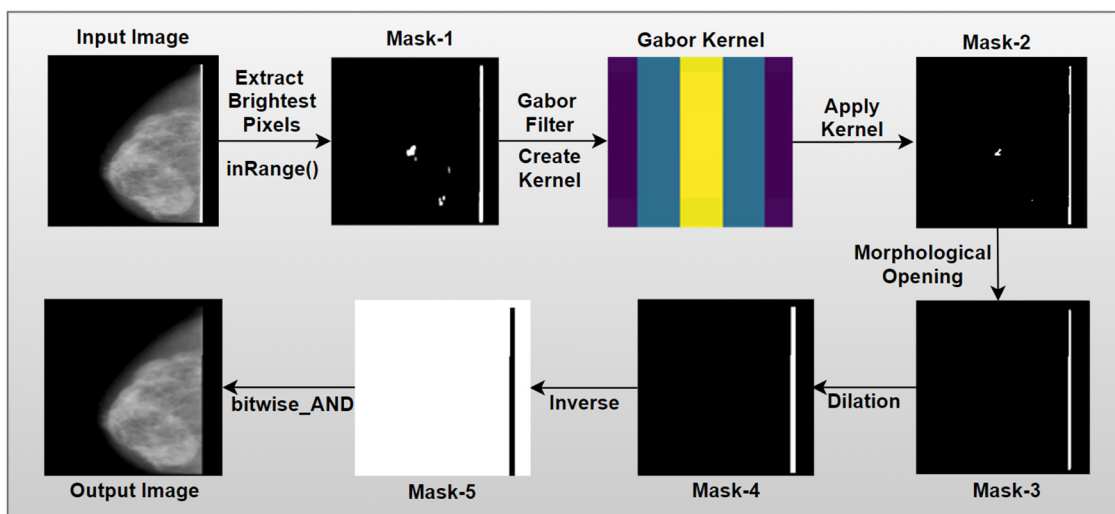 Input Image
Extract
Brightest
Pixels
inRange()
Mask-1
Gabor
Filter
Create
Kernel
Gabor Kernel
Apply
Kernel
Mask-2
Morphological
Opening
Mask-3
Dilation
Mask-4
Inverse
Mask-5
bitwise_AND
Output Image